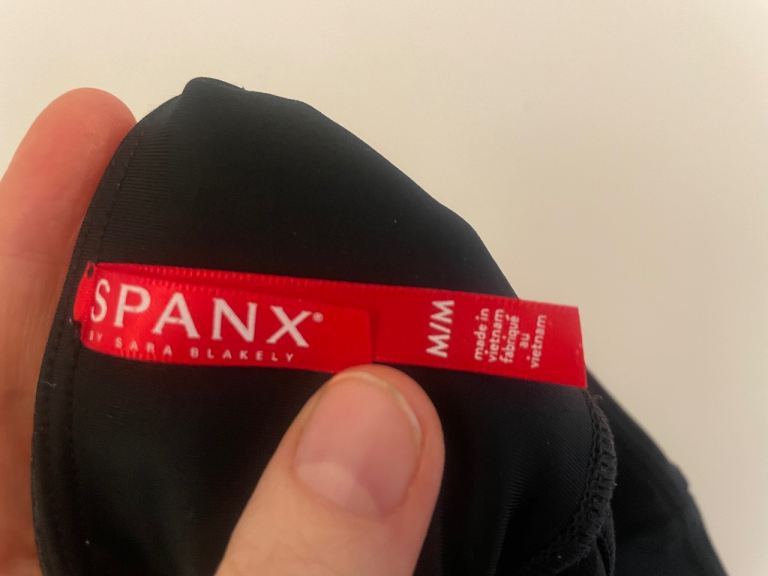 SPANX®
BY SARA BLAKELY
M/M
made in
vietnam
fabriqué
au
vietnam